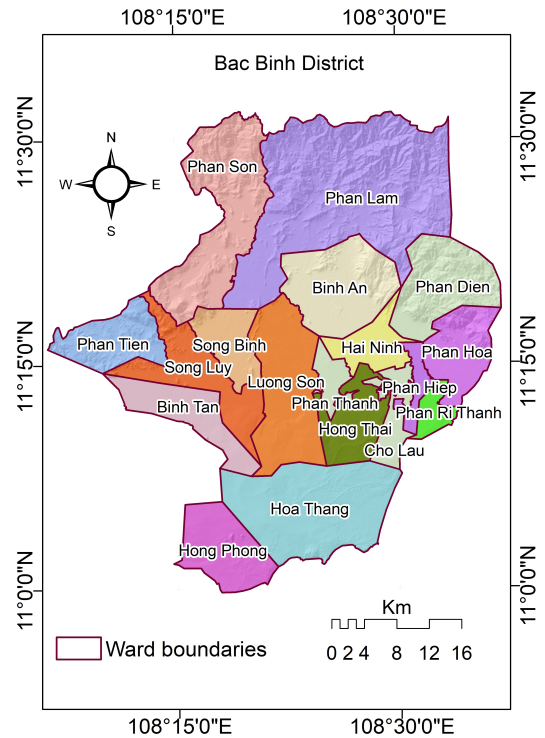 108°15'0"E 108°30'0"E
Bac Binh District
11°30'0"N
11°30'0"N
N
W E
S
Phan Son
Phan Lam
Binh An
Phan Dien
11°15'0"N
11°15'0"N
Phan Tien
Song Binh
Hai Ninh
Phan Hoa
Song Luy
Luong Son
Phan Hiep
Binh Tan
Phan Thanh
Phan Ri Thanh
Hong Thai
Cho Lau
Hoa Thang
Hong Phong
11°0'0"N
11°0'0"N
Km
Ward boundaries
0 2 4 8 12 16
108°15'0"E 108°30'0"E